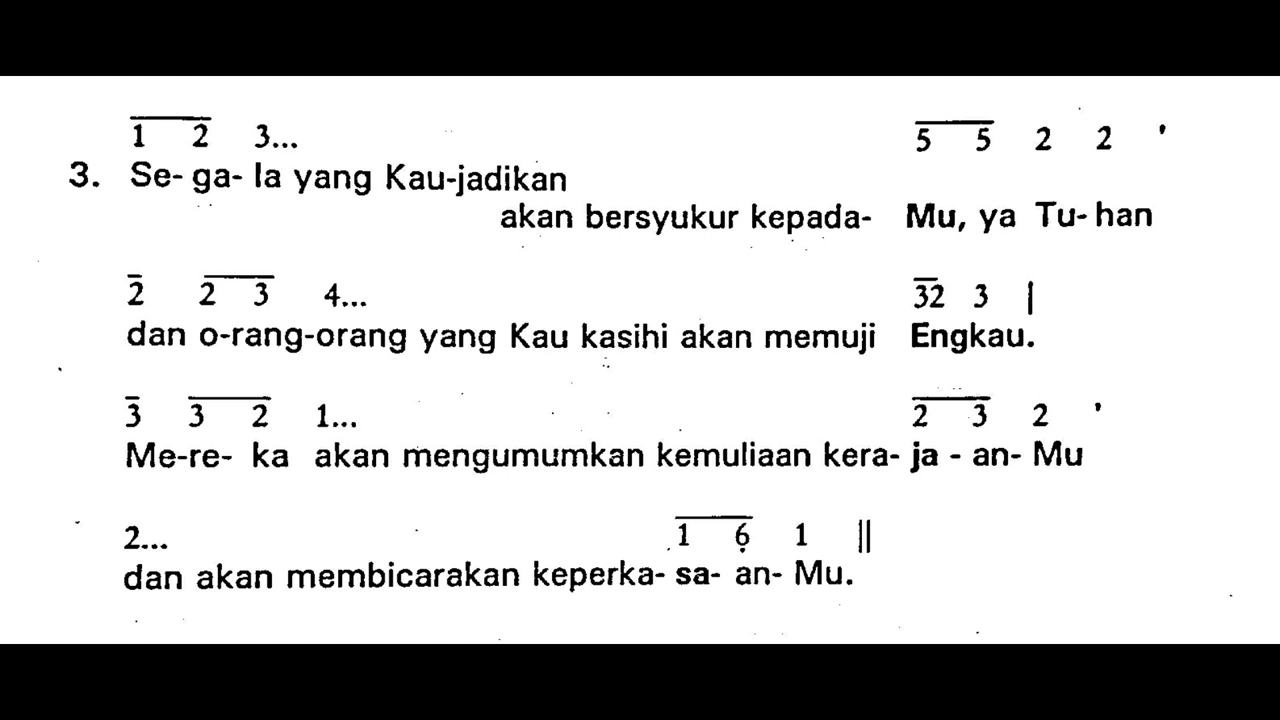 1 2 3... 5 5 2 2 '
3. Se- ga- la yang Kau-jadikan
akan bersyukur kepada- Mu, ya Tu- han
2 2 3 4... 32 3 |
dan o-rang-orang yang Kau kasihi akan memuji Engkau.
3 3 2 1... 2 3 2 '
Me-re- ka akan mengumumkan kemuliaan kera- ja - an- Mu
2... 1 6̣ 1 ||
dan akan membicarakan keperka- sa- an- Mu.